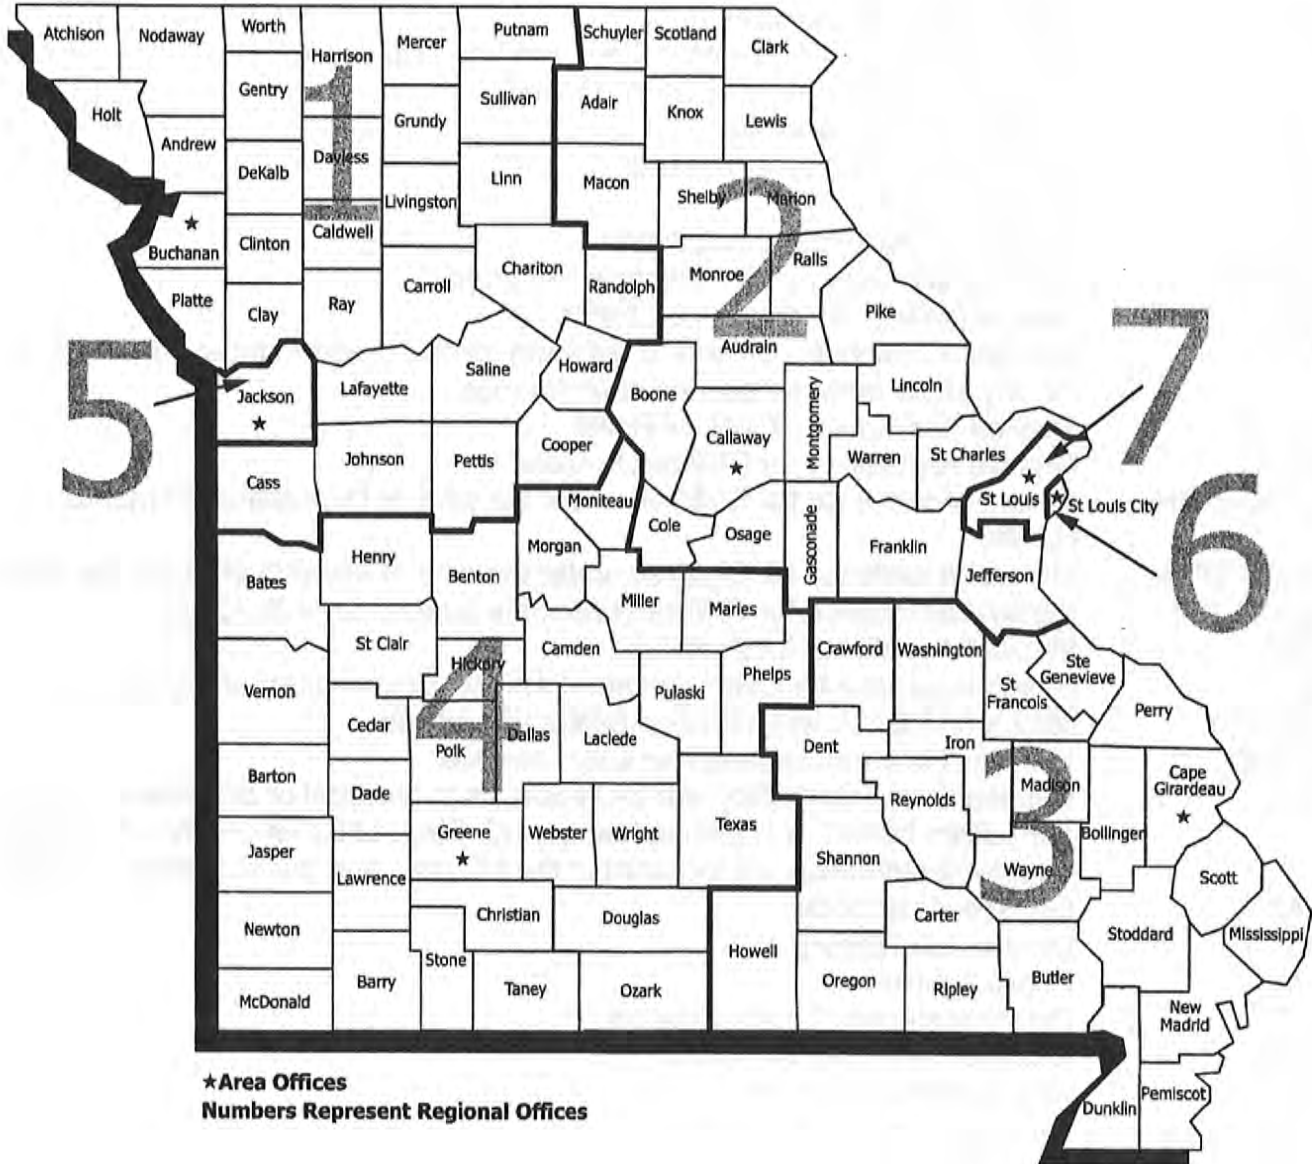 Atchison
Nodaway
Worth
Harrison
Mercer
Putnam
Schuyler
Scotland
Clark
Holt
Gentry
Sullivan
Adair
Knox
Lewis
Andrew
DeKalb
1
Daviess
Grundy
Linn
Macon
Shelby
Marion
2
Livingston
Buchanan
Clinton
Caldwell
Chariton
Randolph
Monroe
Ralls
Platte
Clay
Ray
Carroll
Audrain
Pike
5
Jackson
Lafayette
Saline
Howard
Boone
Callaway
Montgomery
Lincoln
7
Cass
Johnson
Pettis
Cooper
Moniteau
Cole
Osage
Gasconade
Warren
St Charles
St Louis
St Louis City
6
Bates
Henry
Benton
Morgan
Miller
Maries
Franklin
Jefferson
St Clair
Hickory
Camden
Crawford
Washington
Ste
Genevieve
Vernon
Cedar
4
Polk
Dallas
Laclede
Pulaski
Phelps
Dent
Iron
St
Francois
Perry
Barton
Dade
Greene
Webster
Wright
Texas
Reynolds
3
Madison
Bollinger
Cape
Girardeau
Jasper
Lawrence
Christian
Douglas
Shannon
Wayne
Scott
Newton
Stone
Howell
Carter
Stoddard
Mississippi
McDonald
Barry
Taney
Ozark
Oregon
Ripley
Butler
New
Madrid
Dunklin
Pemiscot
★Area Offices
Numbers Represent Regional Offices